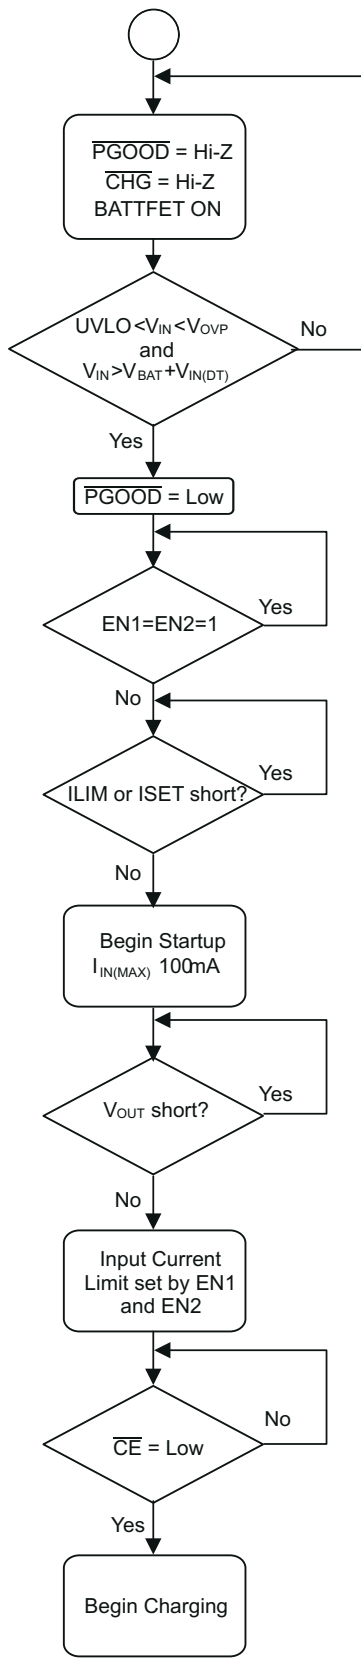 PGOOD = Hi-Z
CHG = Hi-Z
BATTFET ON
UVLO<VIN<VOVP
and
VIN>VBAT+VIN(DT)
No
Yes
PGOOD = Low
EN1=EN2=1
Yes
No
ILIM or ISET short?
Yes
No
Begin Startup
IIN(MAX) 100mA
VOUT short?
Yes
No
Input Current
Limit set by EN1
and EN2
CE = Low
No
Yes
Begin Charging